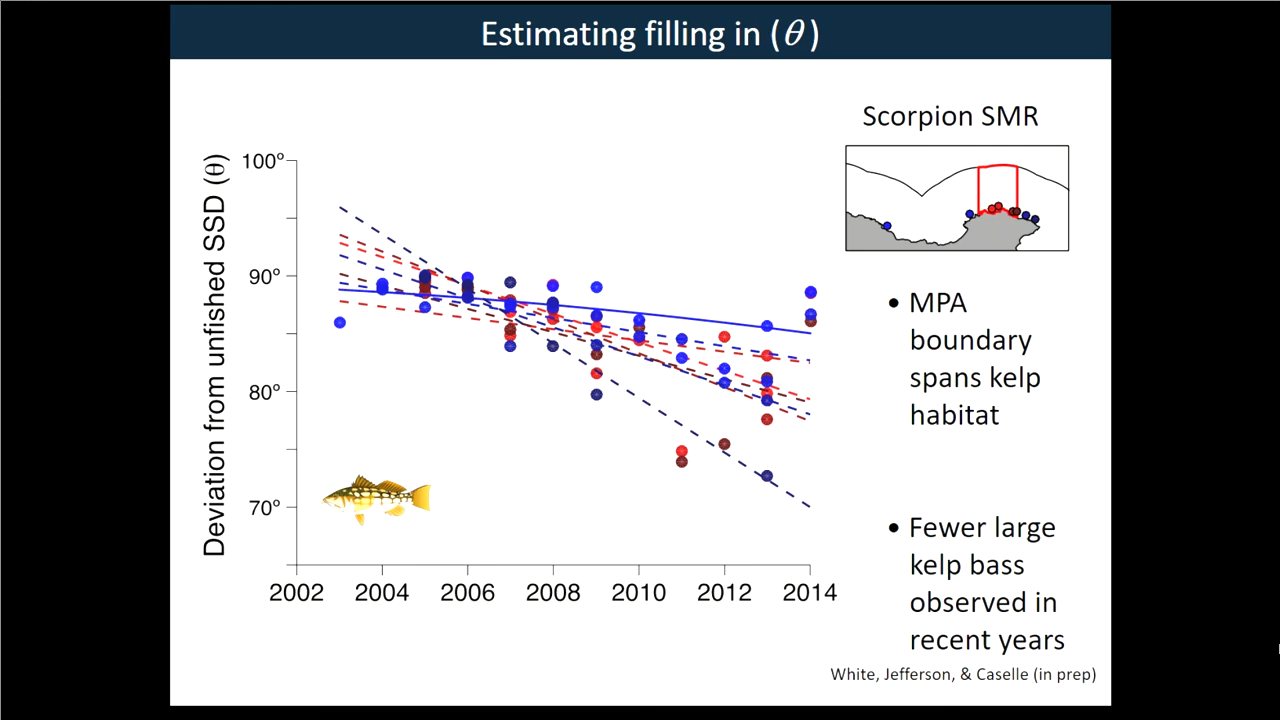 Estimating filling in (θ)
Scorpion SMR
Deviation from unfished SSD (θ)
100°
90°
80°
70°
2002 2004 2006 2008 2010 2012 2014
• MPA
boundary
spans kelp
habitat
• Fewer large
kelp bass
observed in
recent years
White, Jefferson, & Caselle (in prep)